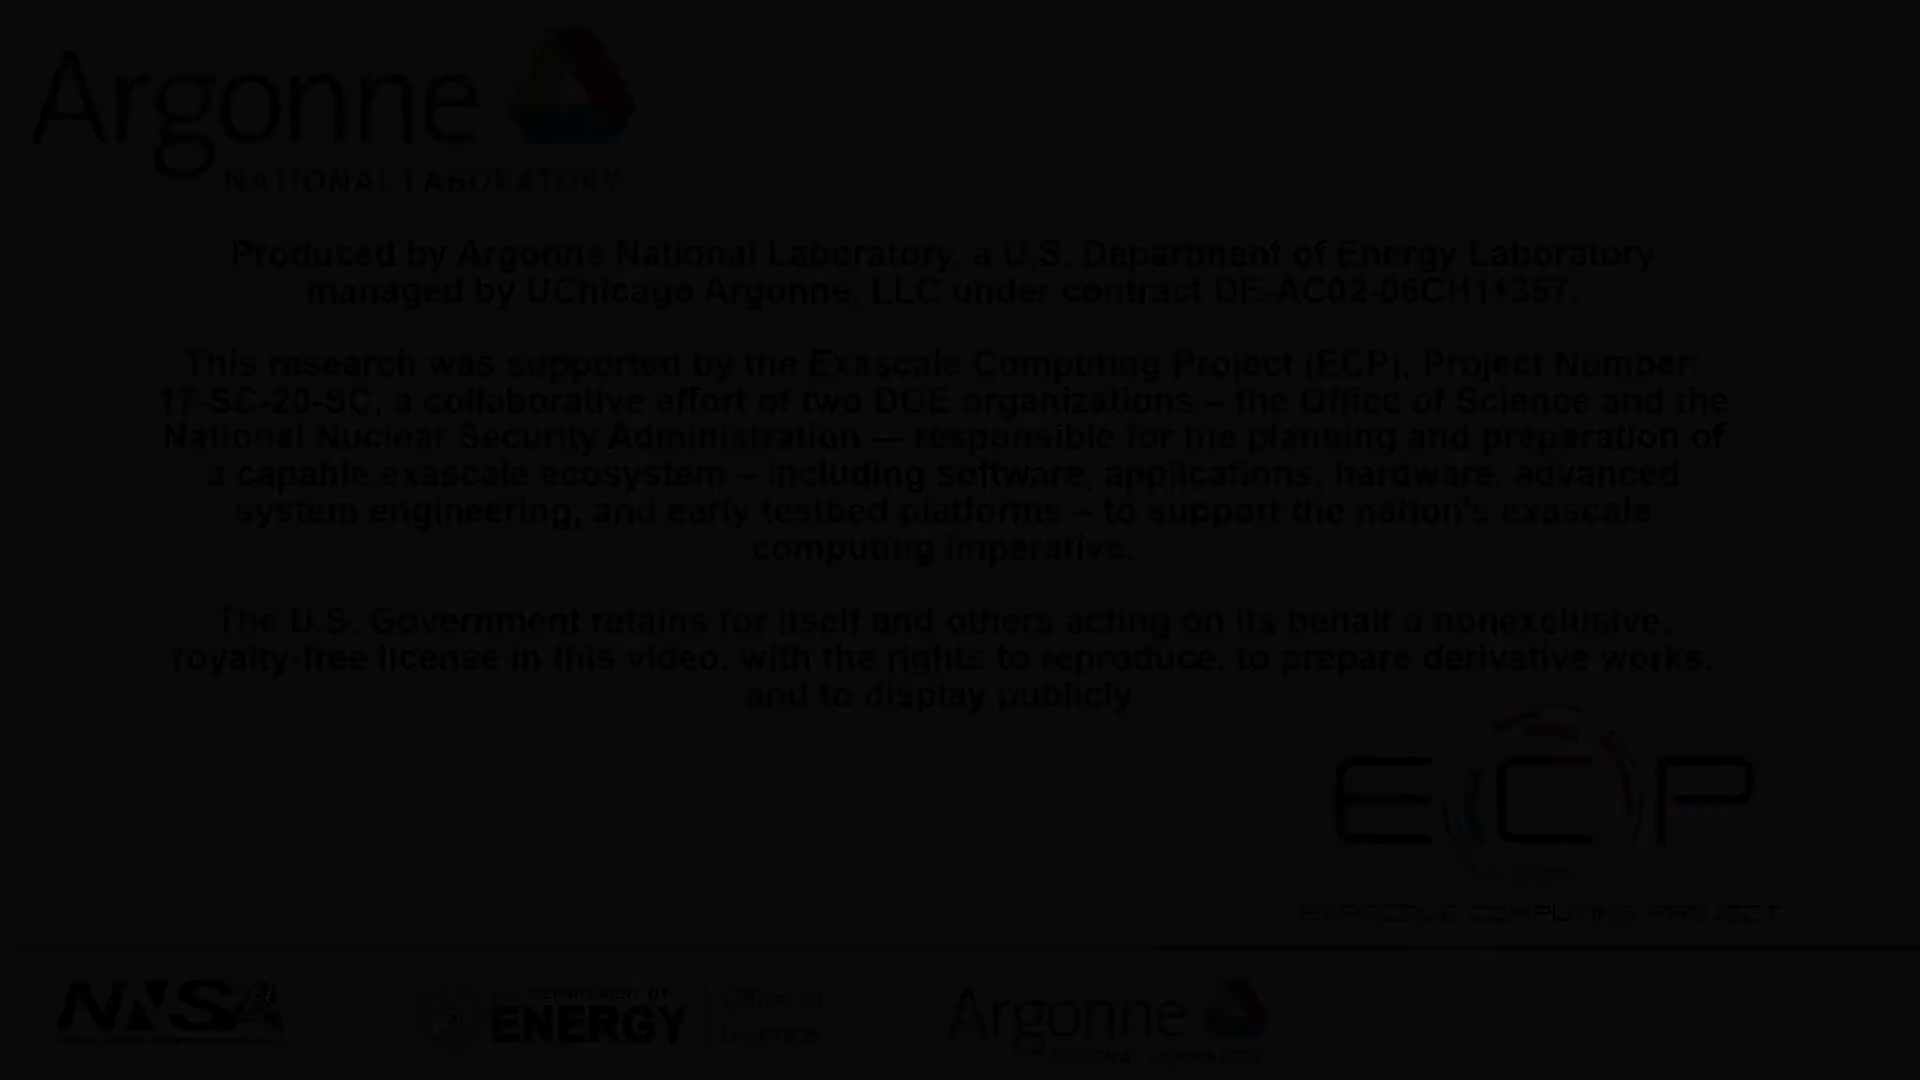 Argonne
NATIONAL LABORATORY
Produced by Argonne National Laboratory, a U.S. Department of Energy Laboratory
managed by UChicago Argonne, LLC under contract DE-AC02-06CH11357.
This research was supported by the Exascale Computing Project (ECP), Project Number:
17-SC-20-SC, a collaborative effort of two DOE organizations – the Office of Science and the
National Nuclear Security Administration — responsible for the planning and preparation of
a capable exascale ecosystem – including software, applications, hardware, advanced
system engineering, and early testbed platforms – to support the nation's exascale
computing imperative.
The U.S. Government retains for itself and others acting on its behalf a nonexclusive,
royalty-free license in this video, with the rights to reproduce, to prepare derivative works,
and to display publicly.
ECP
EXASCALE COMPUTING PROJECT
NNSA
U.S. DEPARTMENT OF
ENERGY
Office of
Science
Argonne
NATIONAL LABORATORY